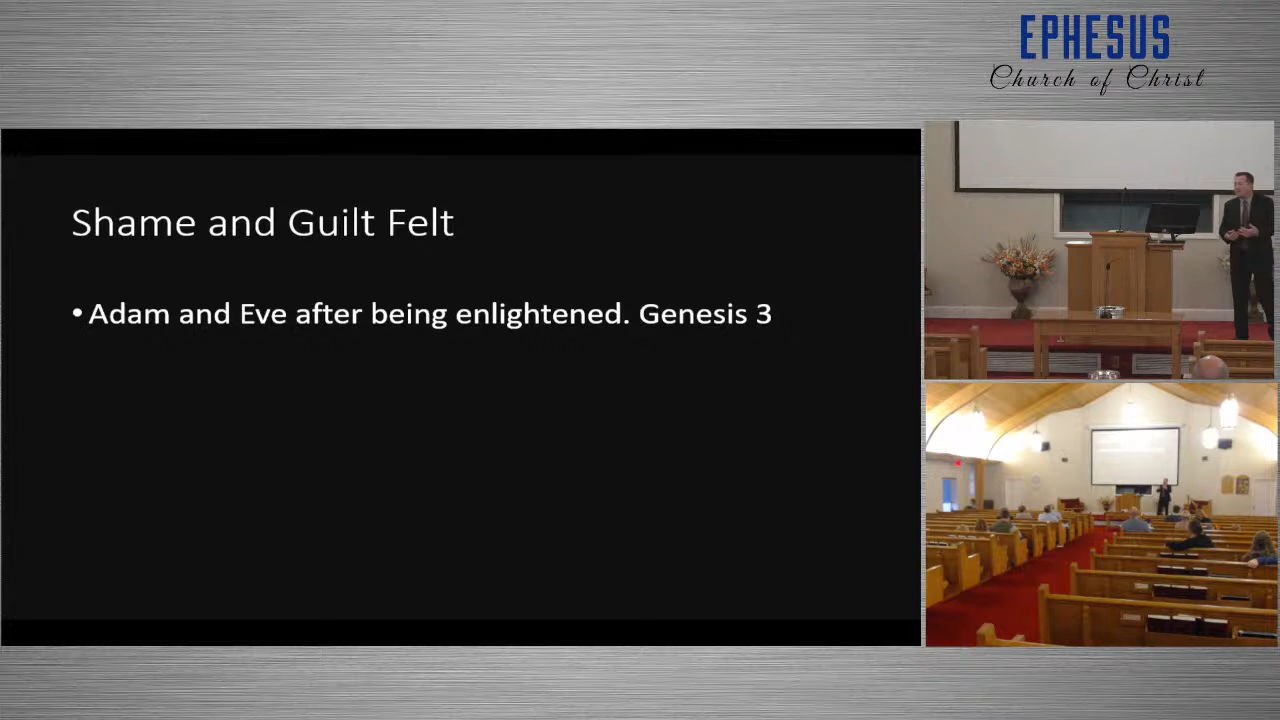 EPHESUS
Church of Christ
Shame and Guilt Felt
• Adam and Eve after being enlightened. Genesis 3